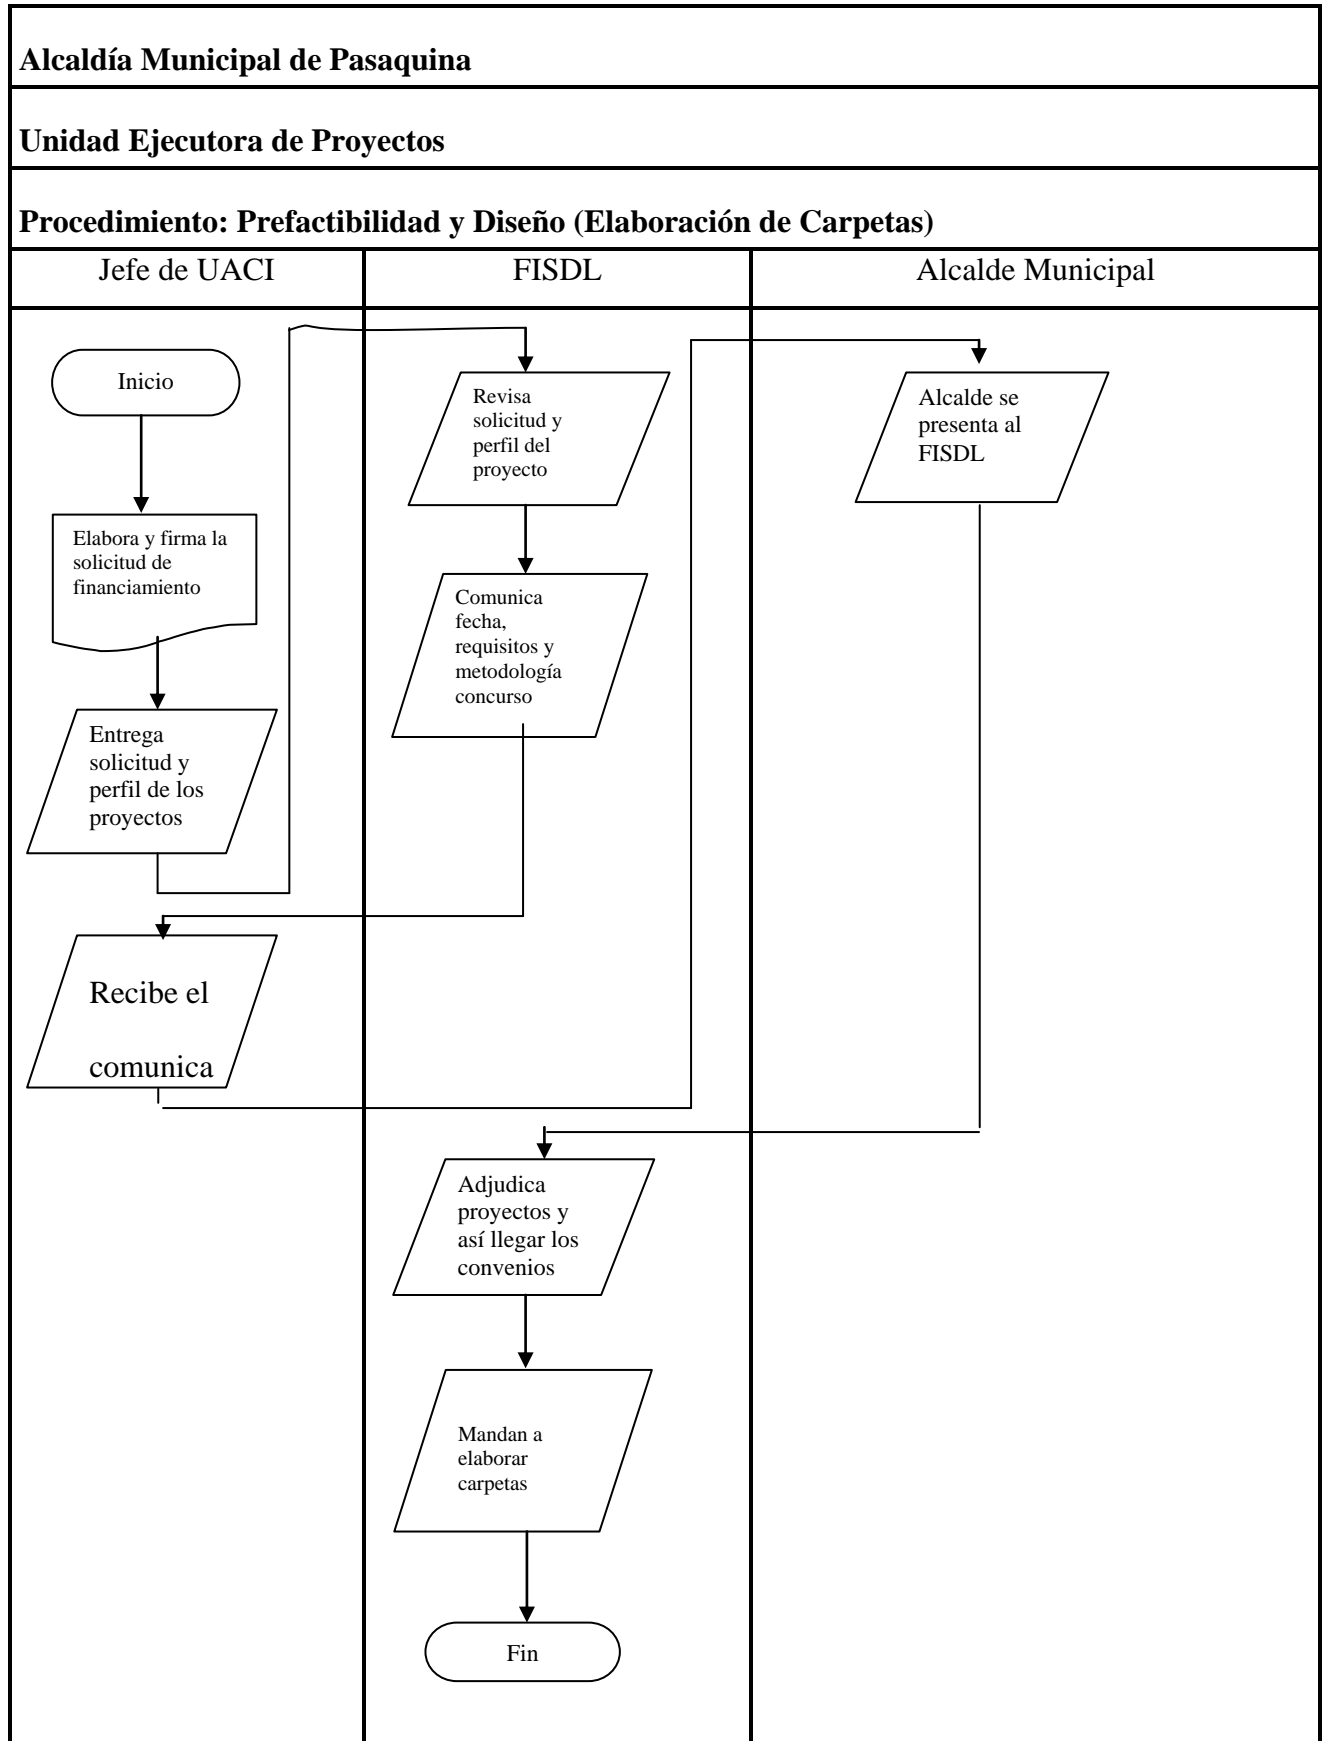 Alcaldía Municipal de Pasaquina
Unidad Ejecutora de Proyectos
Procedimiento: Prefactibilidad y Diseño (Elaboración de Carpetas)
Jefe de UACI
FISDL
Alcalde Municipal
Inicio
Elabora y firma la
solicitud de
financiamiento
Entrega
solicitud y
perfil de los
proyectos
Revisa
solicitud y
perfil del
proyecto
Comunica
fecha,
requisitos y
metodología
concurso
Recibe el
comunica
Alcalde se
presenta al
FISDL
Adjudica
proyectos y
así llegar los
convenios
Mandan a
elaborar
carpetas
Fin